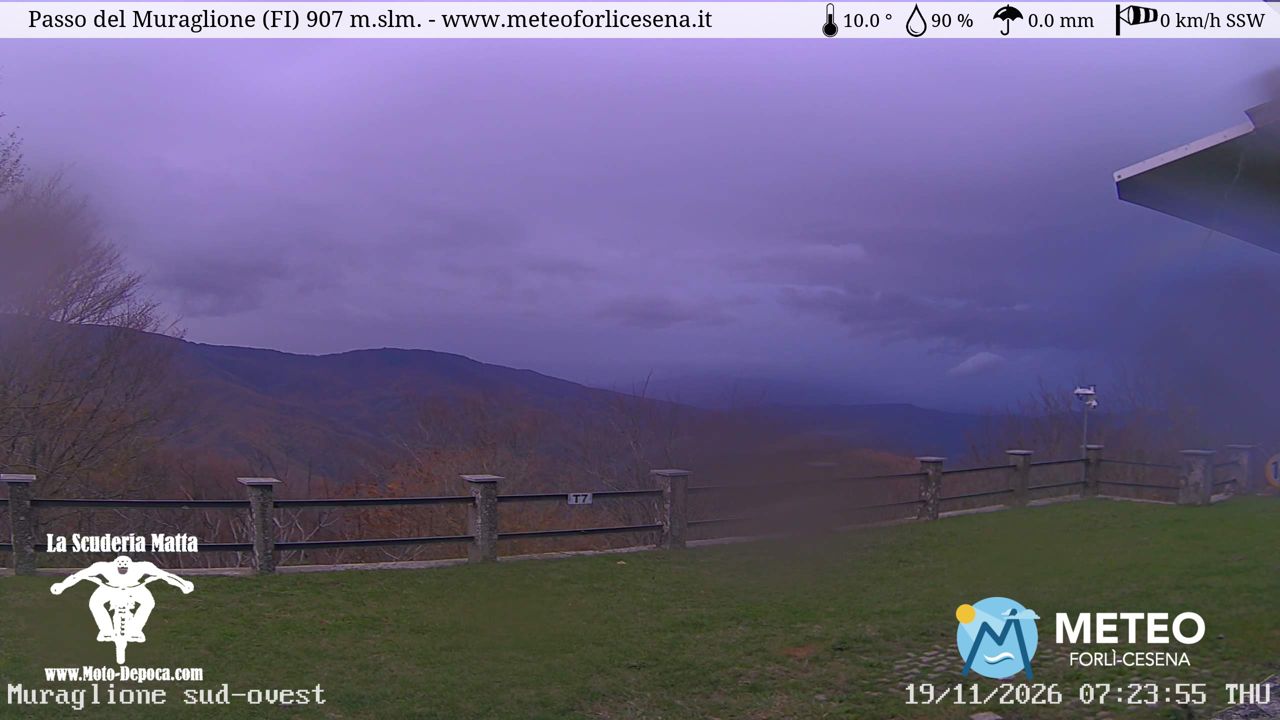 Passo del Muraglione (FI) 907 m.slm. - www.meteoforlicesena.it 10.0 ° 90 % 0.0 mm 0 km/h SSW
T7
La Scuderia Matta
www.Moto-Depoca.com
METEO
FORLÌ-CESENA
Muraglione sud-ovest 19/11/2026 07:23:55 THU